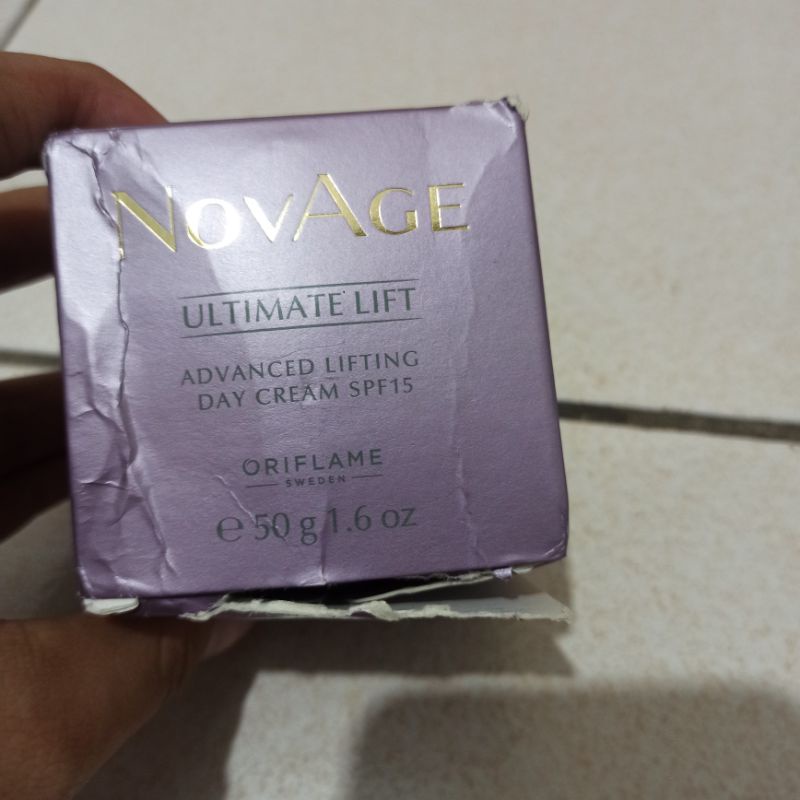 NOVAGE
ULTIMATE LIFT
ADVANCED LIFTING
DAY CREAM SPF15
ORIFLAME
SWEDEN
℮ 50 g 1.6 oz